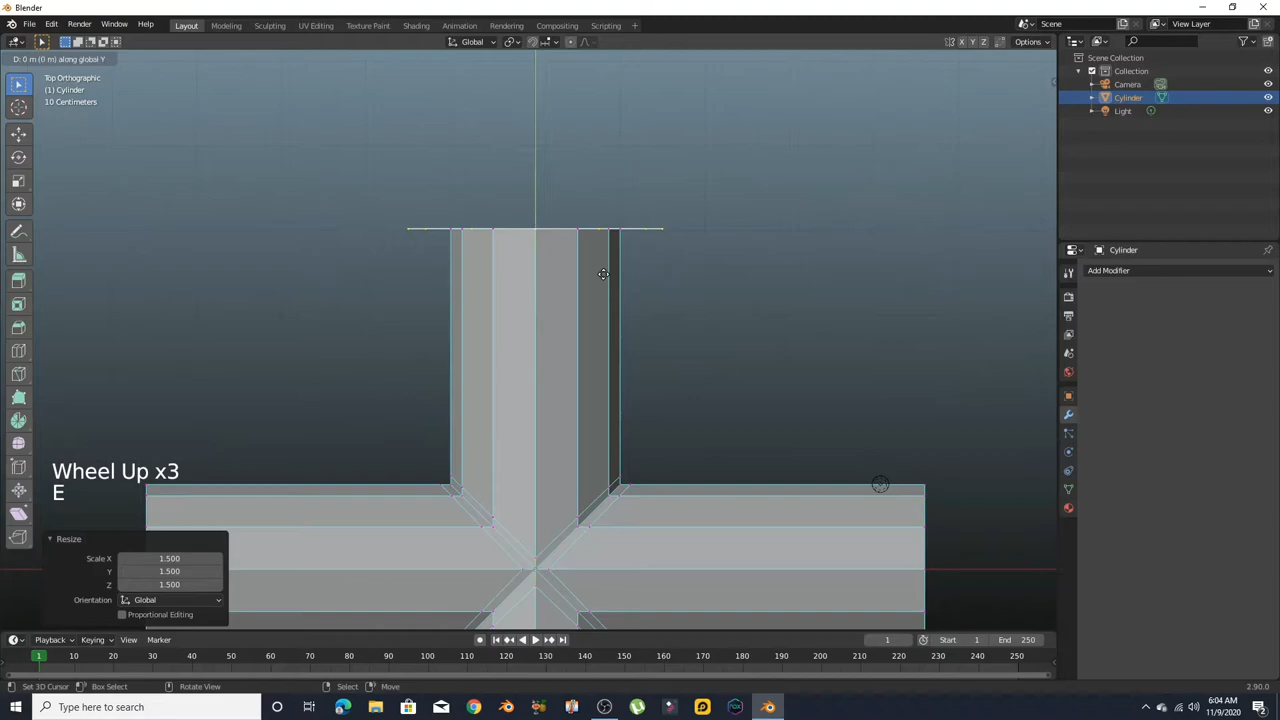 Blender
File Edit Render Window Help Layout Modeling Sculpting UV Editing Texture Paint Shading Animation Rendering Compositing Scripting + Scene View Layer
Global X Y Z Options
D: 0 m (0 m) along global Y
Top Orthographic
(1) Cylinder
10 Centimeters
Scene Collection
Collection
Camera
Cylinder
Light
Cylinder
Add Modifier
Wheel Up x3
E
Resize
Scale X 1.500
Y 1.500
Z 1.500
Orientation Global
Proportional Editing
Playback Keying View Marker 1 Start 1 End 250
1 10 20 30 40 50 60 70 80 90 100 110 120 130 140 150 160 170 180 190 200 210 220 230 240 250
Select Box Select Rotate View Select Move 2.90.0
Type here to search
6:04 AM
11/9/2020